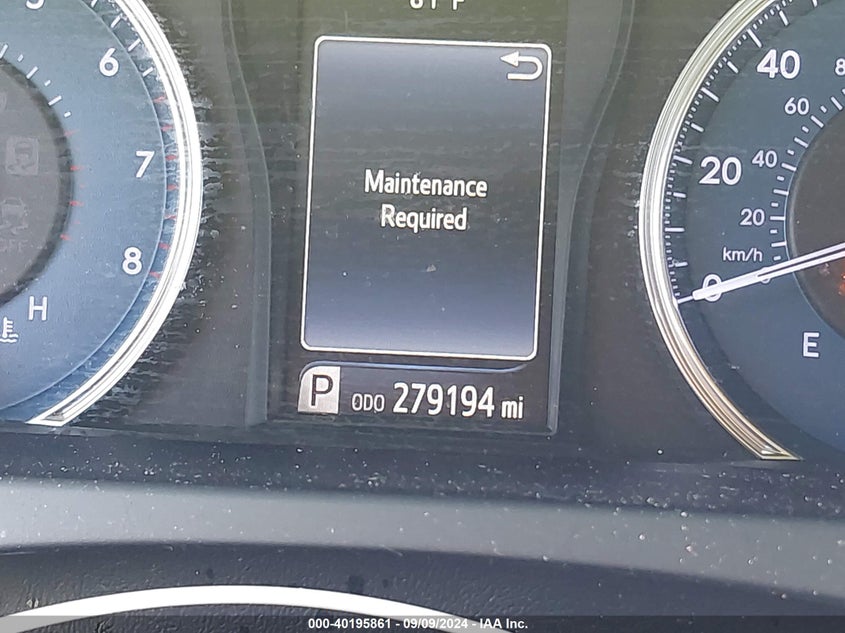 6
7
8
H
Maintenance
Required
P ODO 279194 mi
40
60
20
40
20
km/h
0
E
OFF
000-40195861 - 09/09/2024 - IAA Inc.